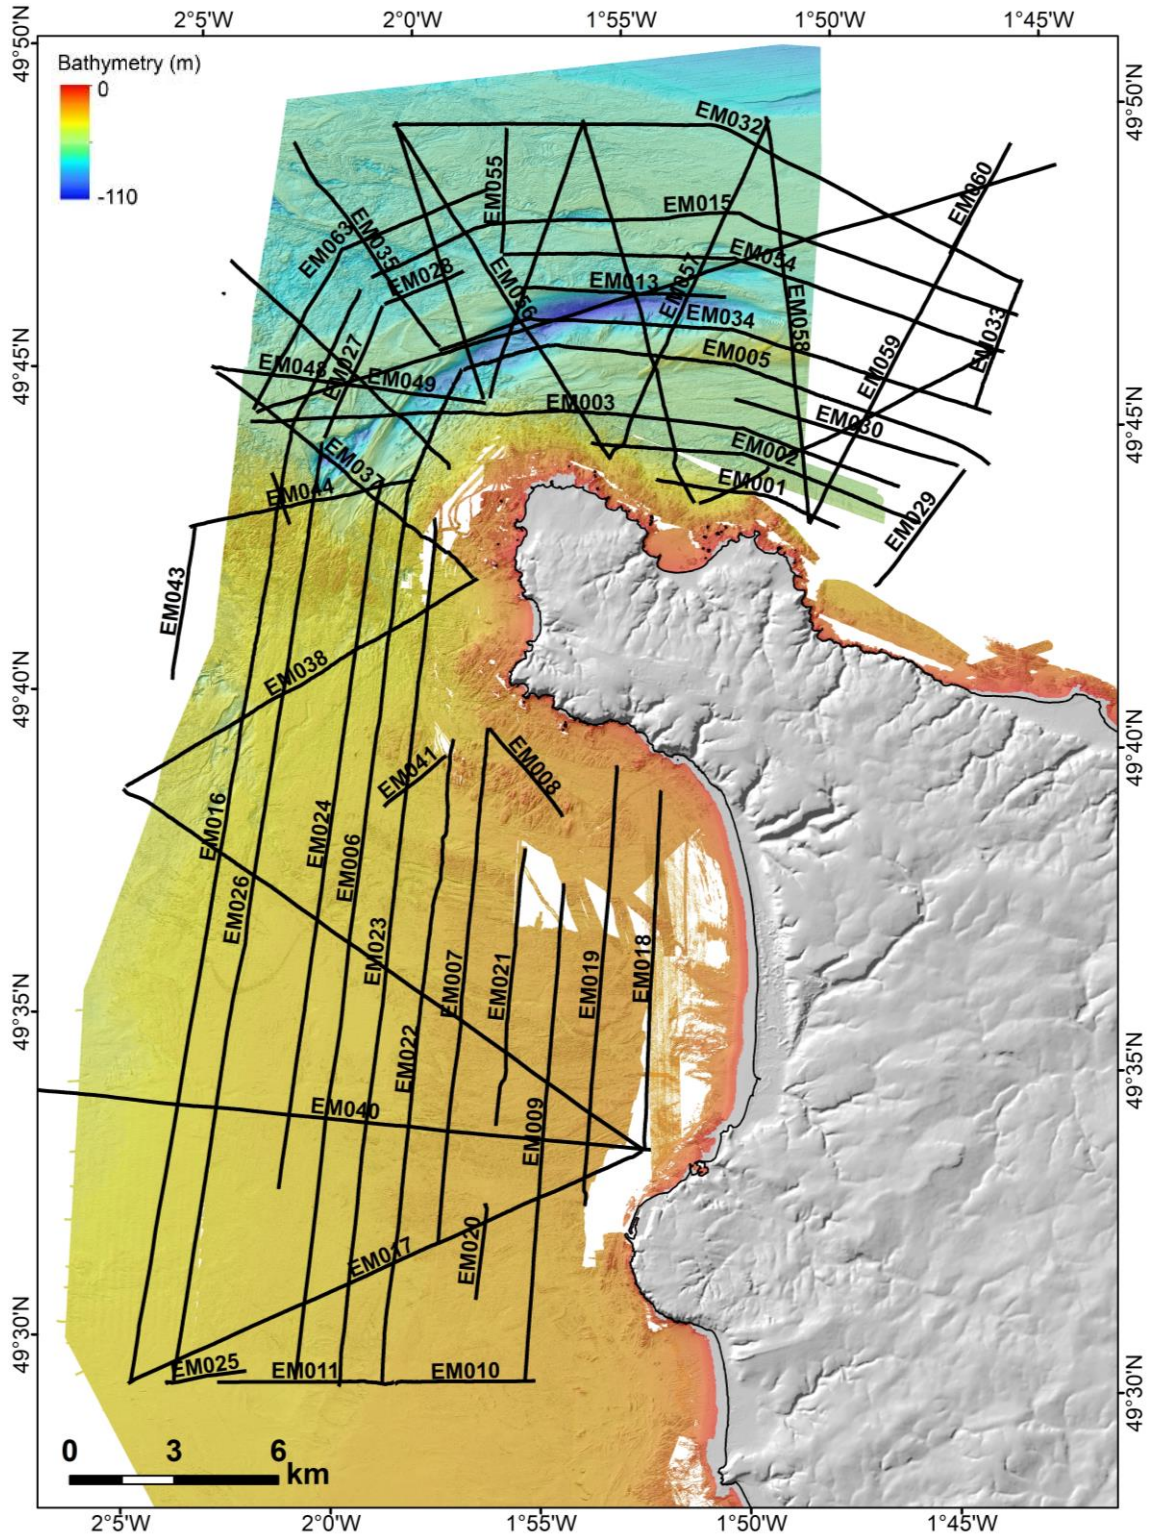 2°5'W 2°0'W 1°55'W 1°50'W 1°45'W
49°50'N
49°50'N
Bathymetry (m)
0
-110
EM032
EM060
EM055
EM015
EM063
EM035
EM028
EM054
EM056
EM013
EM057
EM058
EM034
EM033
EM005
EM059
49°45'N
EM048
EM027
EM049
EM003
49°45'N
EM030
EM002
EM037
EM001
EM044
EM029
EM043
EM038
49°40'N
49°40'N
EM041
EM008
EM016
EM024
EM006
EM026
EM023
EM007
EM021
EM019
EM018
49°35'N
49°35'N
EM022
EM040
EM009
EM017
EM020
49°30'N
49°30'N
EM025
EM011
EM010
0 3 6
km
2°5'W 2°0'W 1°55'W 1°50'W 1°45'W